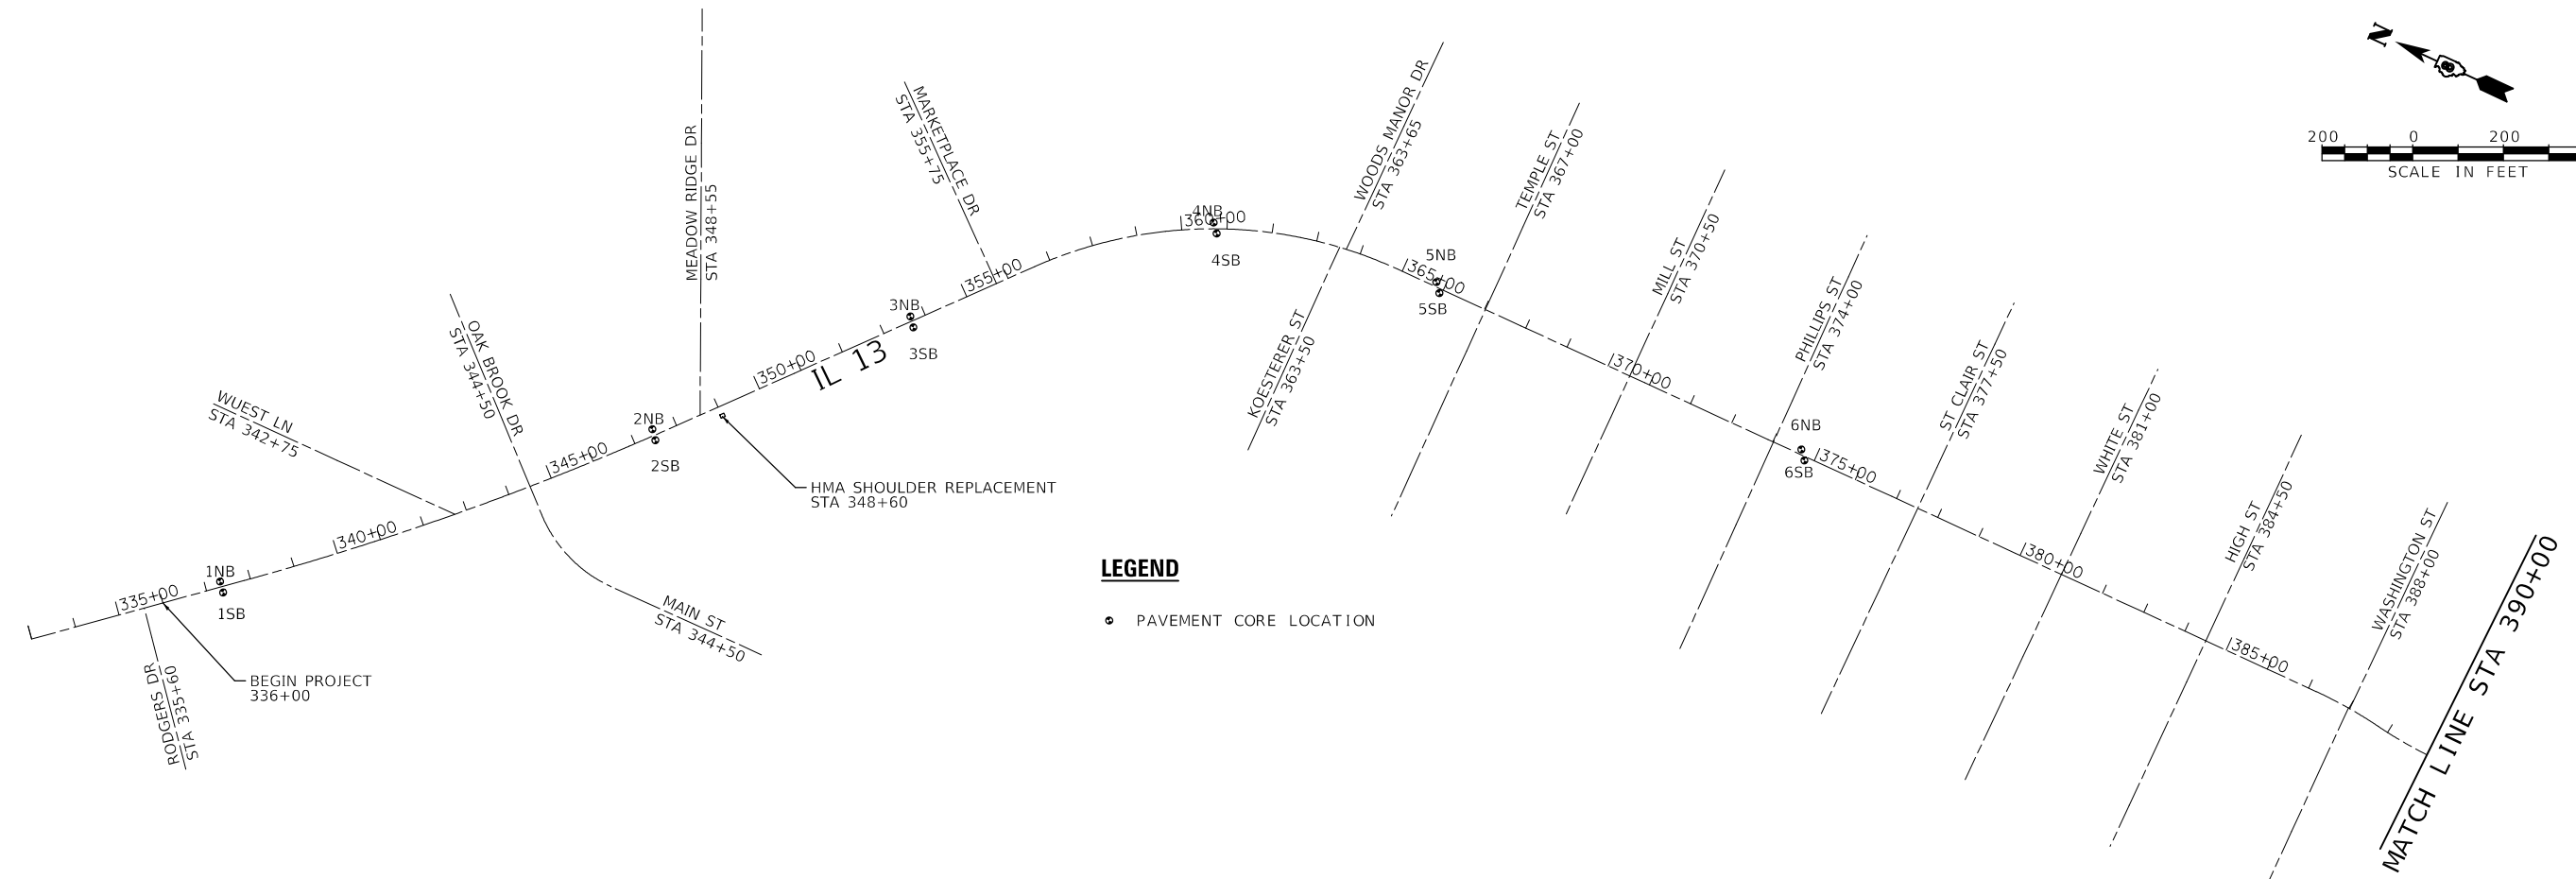 N
8
200 0 200
SCALE IN FEET
MEADOW RIDGE DR
STA 348+55
MARKETPLACE DR
STA 355+75
WOODS MANOR DR
STA 363+65
TEMPLE ST
STA 367+00
MILL ST
STA 370+50
PHILLIPS ST
STA 374+00
ST CLAIR ST
STA 377+50
WHITE ST
STA 381+00
HIGH ST
STA 384+50
WASHINGTON ST
STA 388+00
KOESTERER ST
STA 363+50
OAK BROOK DR
STA 344+50
WUEST LN
STA 342+75
MAIN ST
STA 344+50
RODGERS DR
STA 335+60
BEGIN PROJECT
336+00
HMA SHOULDER REPLACEMENT
STA 348+60
IL 13
335+00
340+00
345+00
350+00
355+00
360+00
365+00
370+00
375+00
380+00
385+00
1NB
1SB
2NB
2SB
3NB
3SB
4NB
4SB
5NB
5SB
6NB
6SB
LEGEND
PAVEMENT CORE LOCATION
MATCH LINE STA 390+00